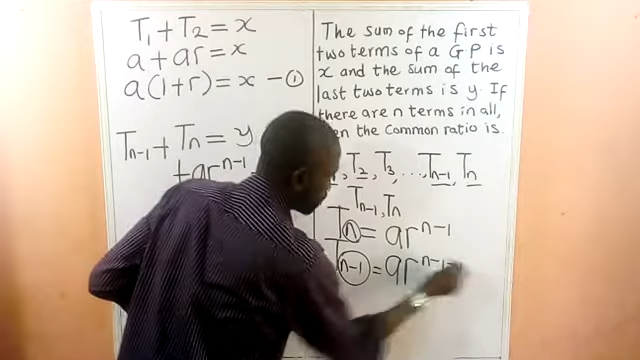 T₁ + T₂ = x
a + ar = x
a(1+r) = x - ①
Tn-1 + Tn = y
+arⁿ⁻¹
The sum of the first
two terms of a GP is
x and the sum of the
last two terms is y. If
there are n terms in all,
the common ratio is.
, T₂, T₃, ... , Tn-1, Tn
Tn-1, Tn
Tn = arⁿ⁻¹
Tn-1 = arⁿ⁻¹